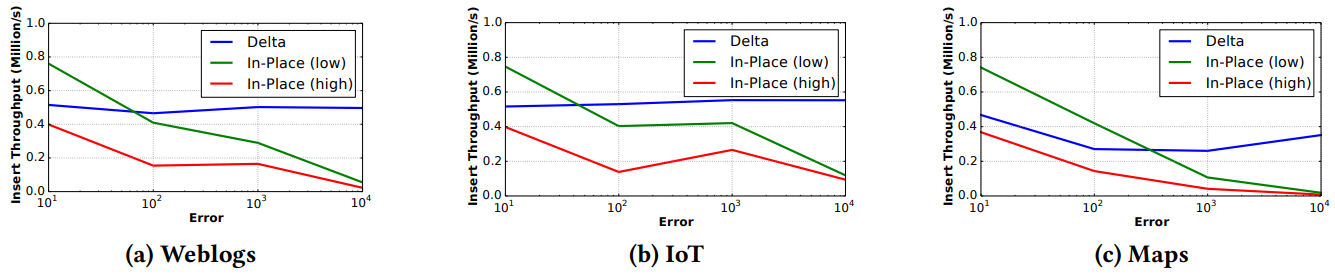 Insert Throughput (Million/s)
1.0
0.8
0.6
0.4
0.2
0.0
10^1
10^2
10^3
10^4
Error
Delta
In-Place (low)
In-Place (high)
(a) Weblogs
Insert Throughput (Million/s)
1.0
0.8
0.6
0.4
0.2
0.0
10^1
10^2
10^3
10^4
Error
Delta
In-Place (low)
In-Place (high)
(b) IoT
Insert Throughput (Million/s)
1.0
0.8
0.6
0.4
0.2
0.0
10^1
10^2
10^3
10^4
Error
Delta
In-Place (low)
In-Place (high)
(c) Maps